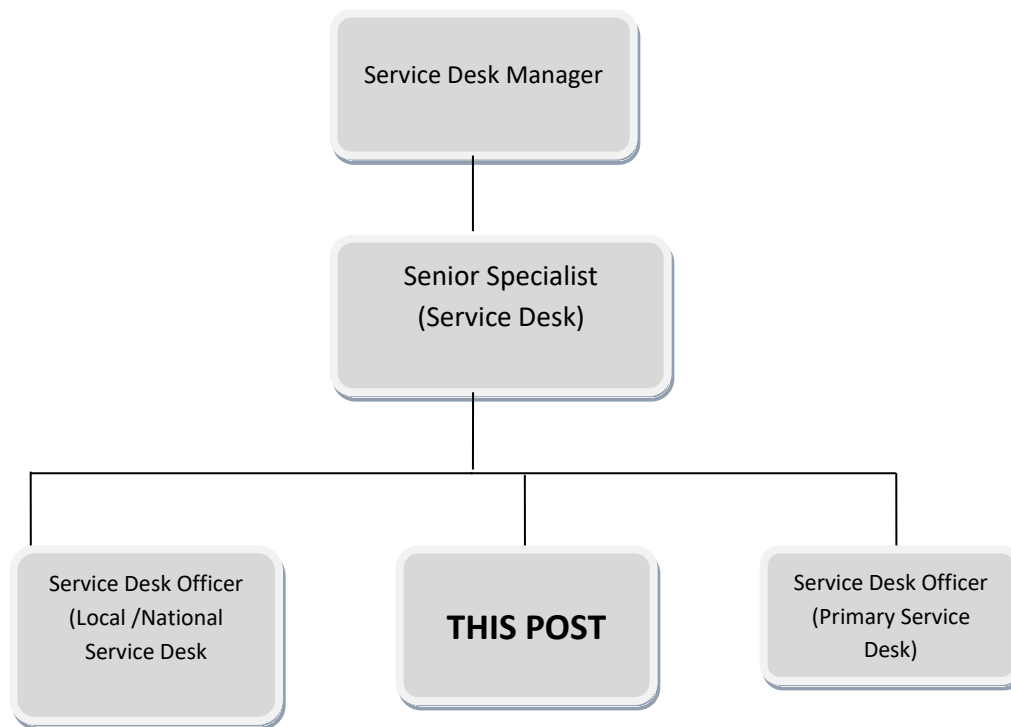 Service Desk Manager
Senior Specialist
(Service Desk)
Service Desk Officer
(Local /National
Service Desk
THIS POST
Service Desk Officer
(Primary Service
Desk)